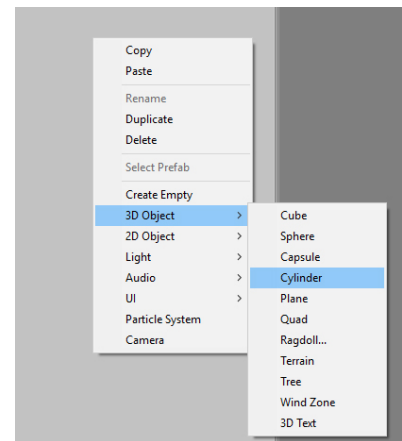 Copy
Paste
Rename
Duplicate
Delete
Select Prefab
Create Empty
3D Object
2D Object
Light
Audio
UI
Particle System
Camera
Cube
Sphere
Capsule
Cylinder
Plane
Quad
Ragdoll...
Terrain
Tree
Wind Zone
3D Text